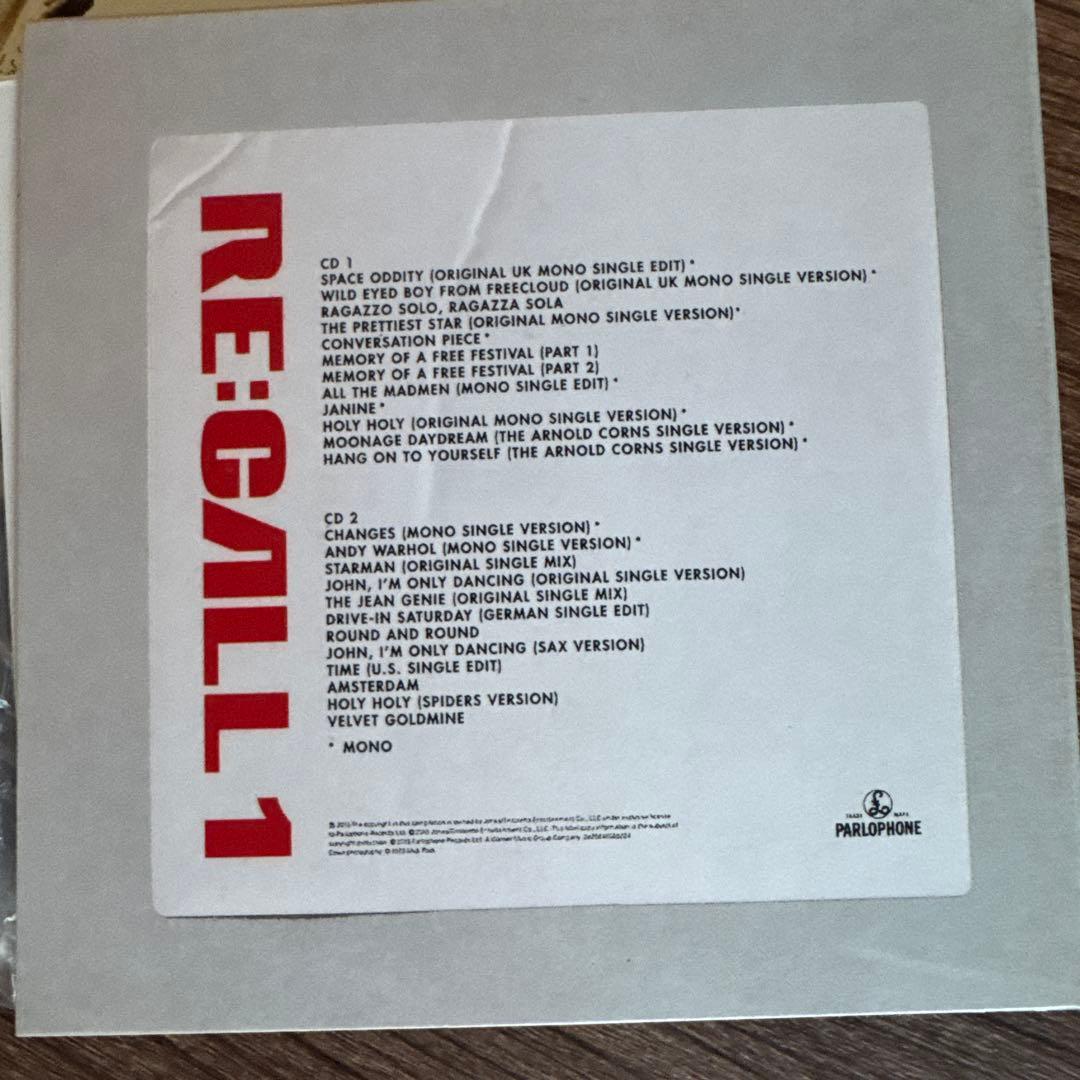 RE:CALL 1
CD 1
SPACE ODDITY (ORIGINAL UK MONO SINGLE EDIT) *
WILD EYED BOY FROM FREECLOUD (ORIGINAL UK MONO SINGLE VERSION) *
RAGAZZO SOLO, RAGAZZA SOLA
THE PRETTIEST STAR (ORIGINAL MONO SINGLE VERSION)*
CONVERSATION PIECE *
MEMORY OF A FREE FESTIVAL (PART 1)
MEMORY OF A FREE FESTIVAL (PART 2)
ALL THE MADMEN (MONO SINGLE EDIT) *
JANINE *
HOLY HOLY (ORIGINAL MONO SINGLE VERSION) *
MOONAGE DAYDREAM (THE ARNOLD CORNS SINGLE VERSION) *
HANG ON TO YOURSELF (THE ARNOLD CORNS SINGLE VERSION) *
CD 2
CHANGES (MONO SINGLE VERSION) *
ANDY WARHOL (MONO SINGLE VERSION) *
STARMAN (ORIGINAL SINGLE MIX)
JOHN, I'M ONLY DANCING (ORIGINAL SINGLE VERSION)
THE JEAN GENIE (ORIGINAL SINGLE MIX)
DRIVE-IN SATURDAY (GERMAN SINGLE EDIT)
ROUND AND ROUND
JOHN, I'M ONLY DANCING (SAX VERSION)
TIME (U.S. SINGLE EDIT)
AMSTERDAM
HOLY HOLY (SPIDERS VERSION)
VELVET GOLDMINE
* MONO
£
TRADE MARK
PARLOPHONE